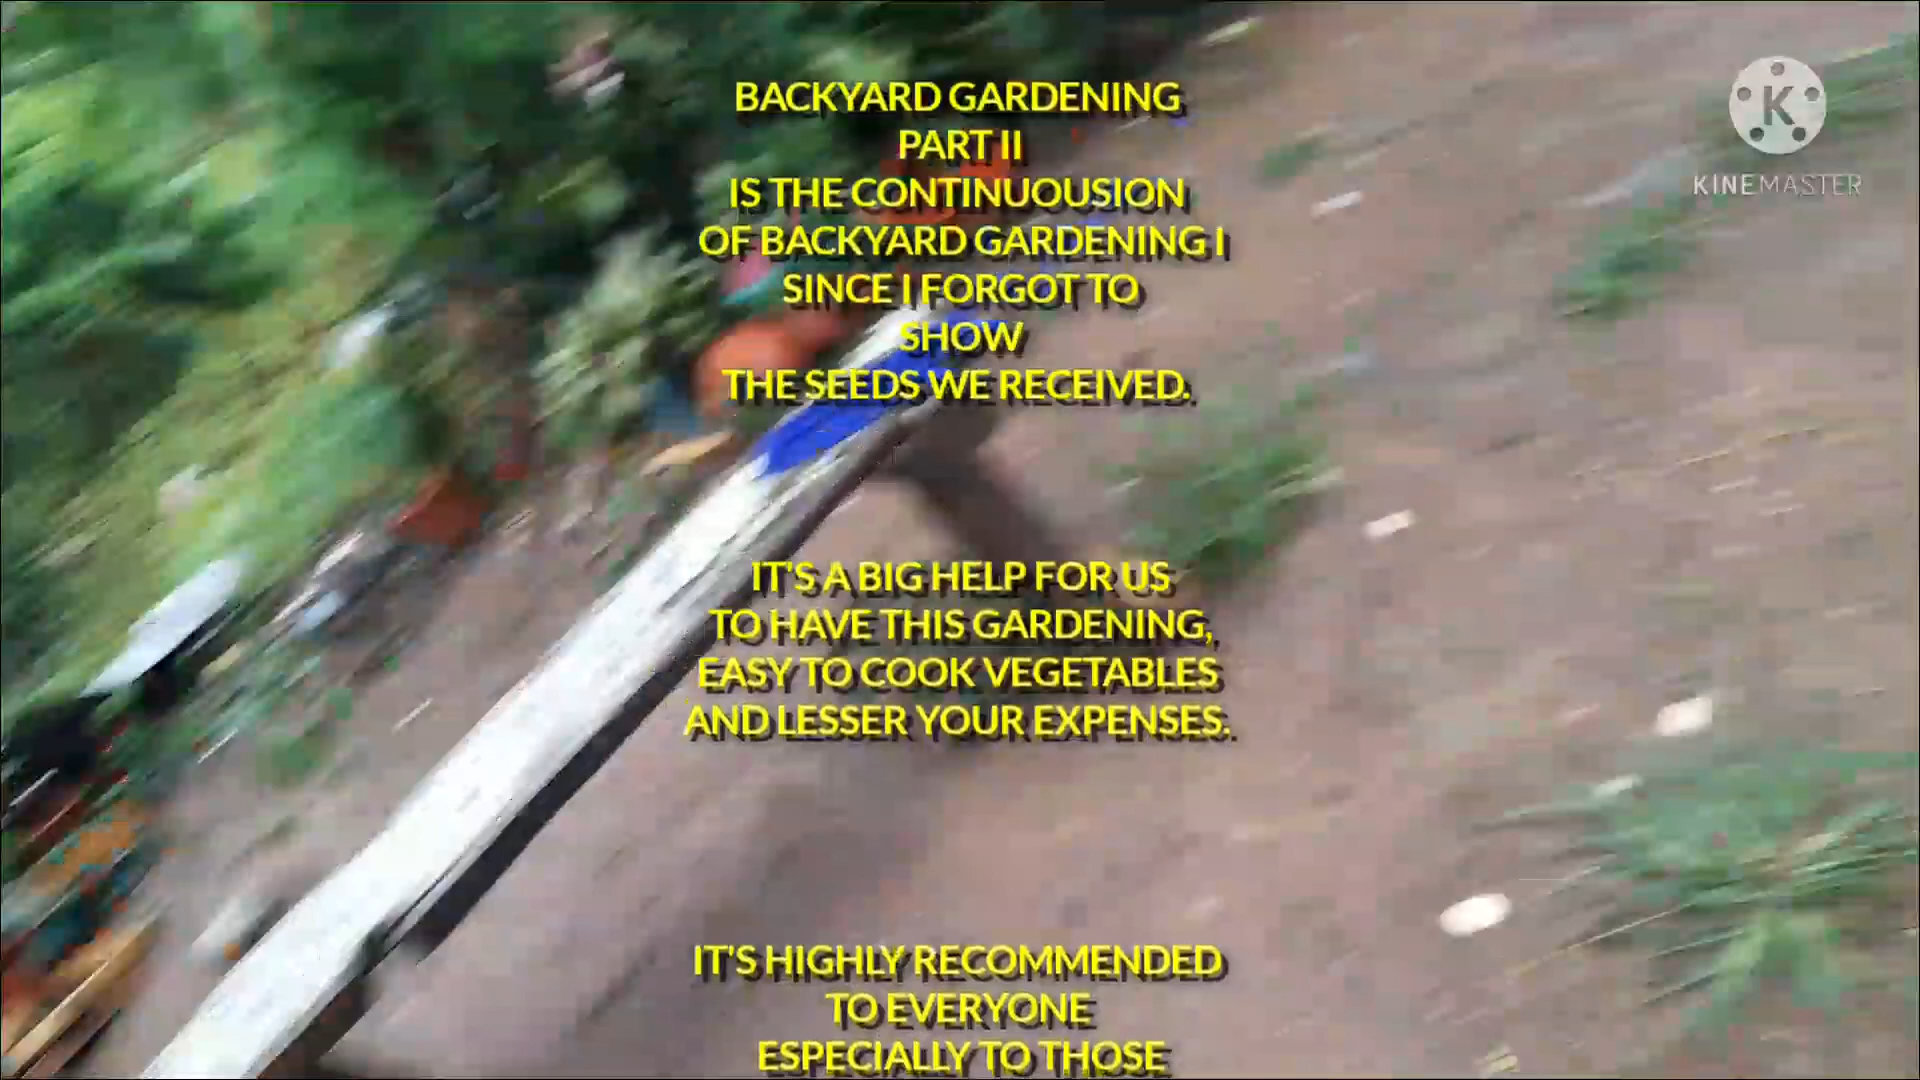 BACKYARD GARDENING
PART II
IS THE CONTINUOUSION
OF BACKYARD GARDENING I
SINCE I FORGOT TO
SHOW
THE SEEDS WE RECEIVED.
IT'S A BIG HELP FOR US
TO HAVE THIS GARDENING,
EASY TO COOK VEGETABLES
AND LESSER YOUR EXPENSES.
IT'S HIGHLY RECOMMENDED
TO EVERYONE
ESPECIALLY TO THOSE
K
KINEMASTER